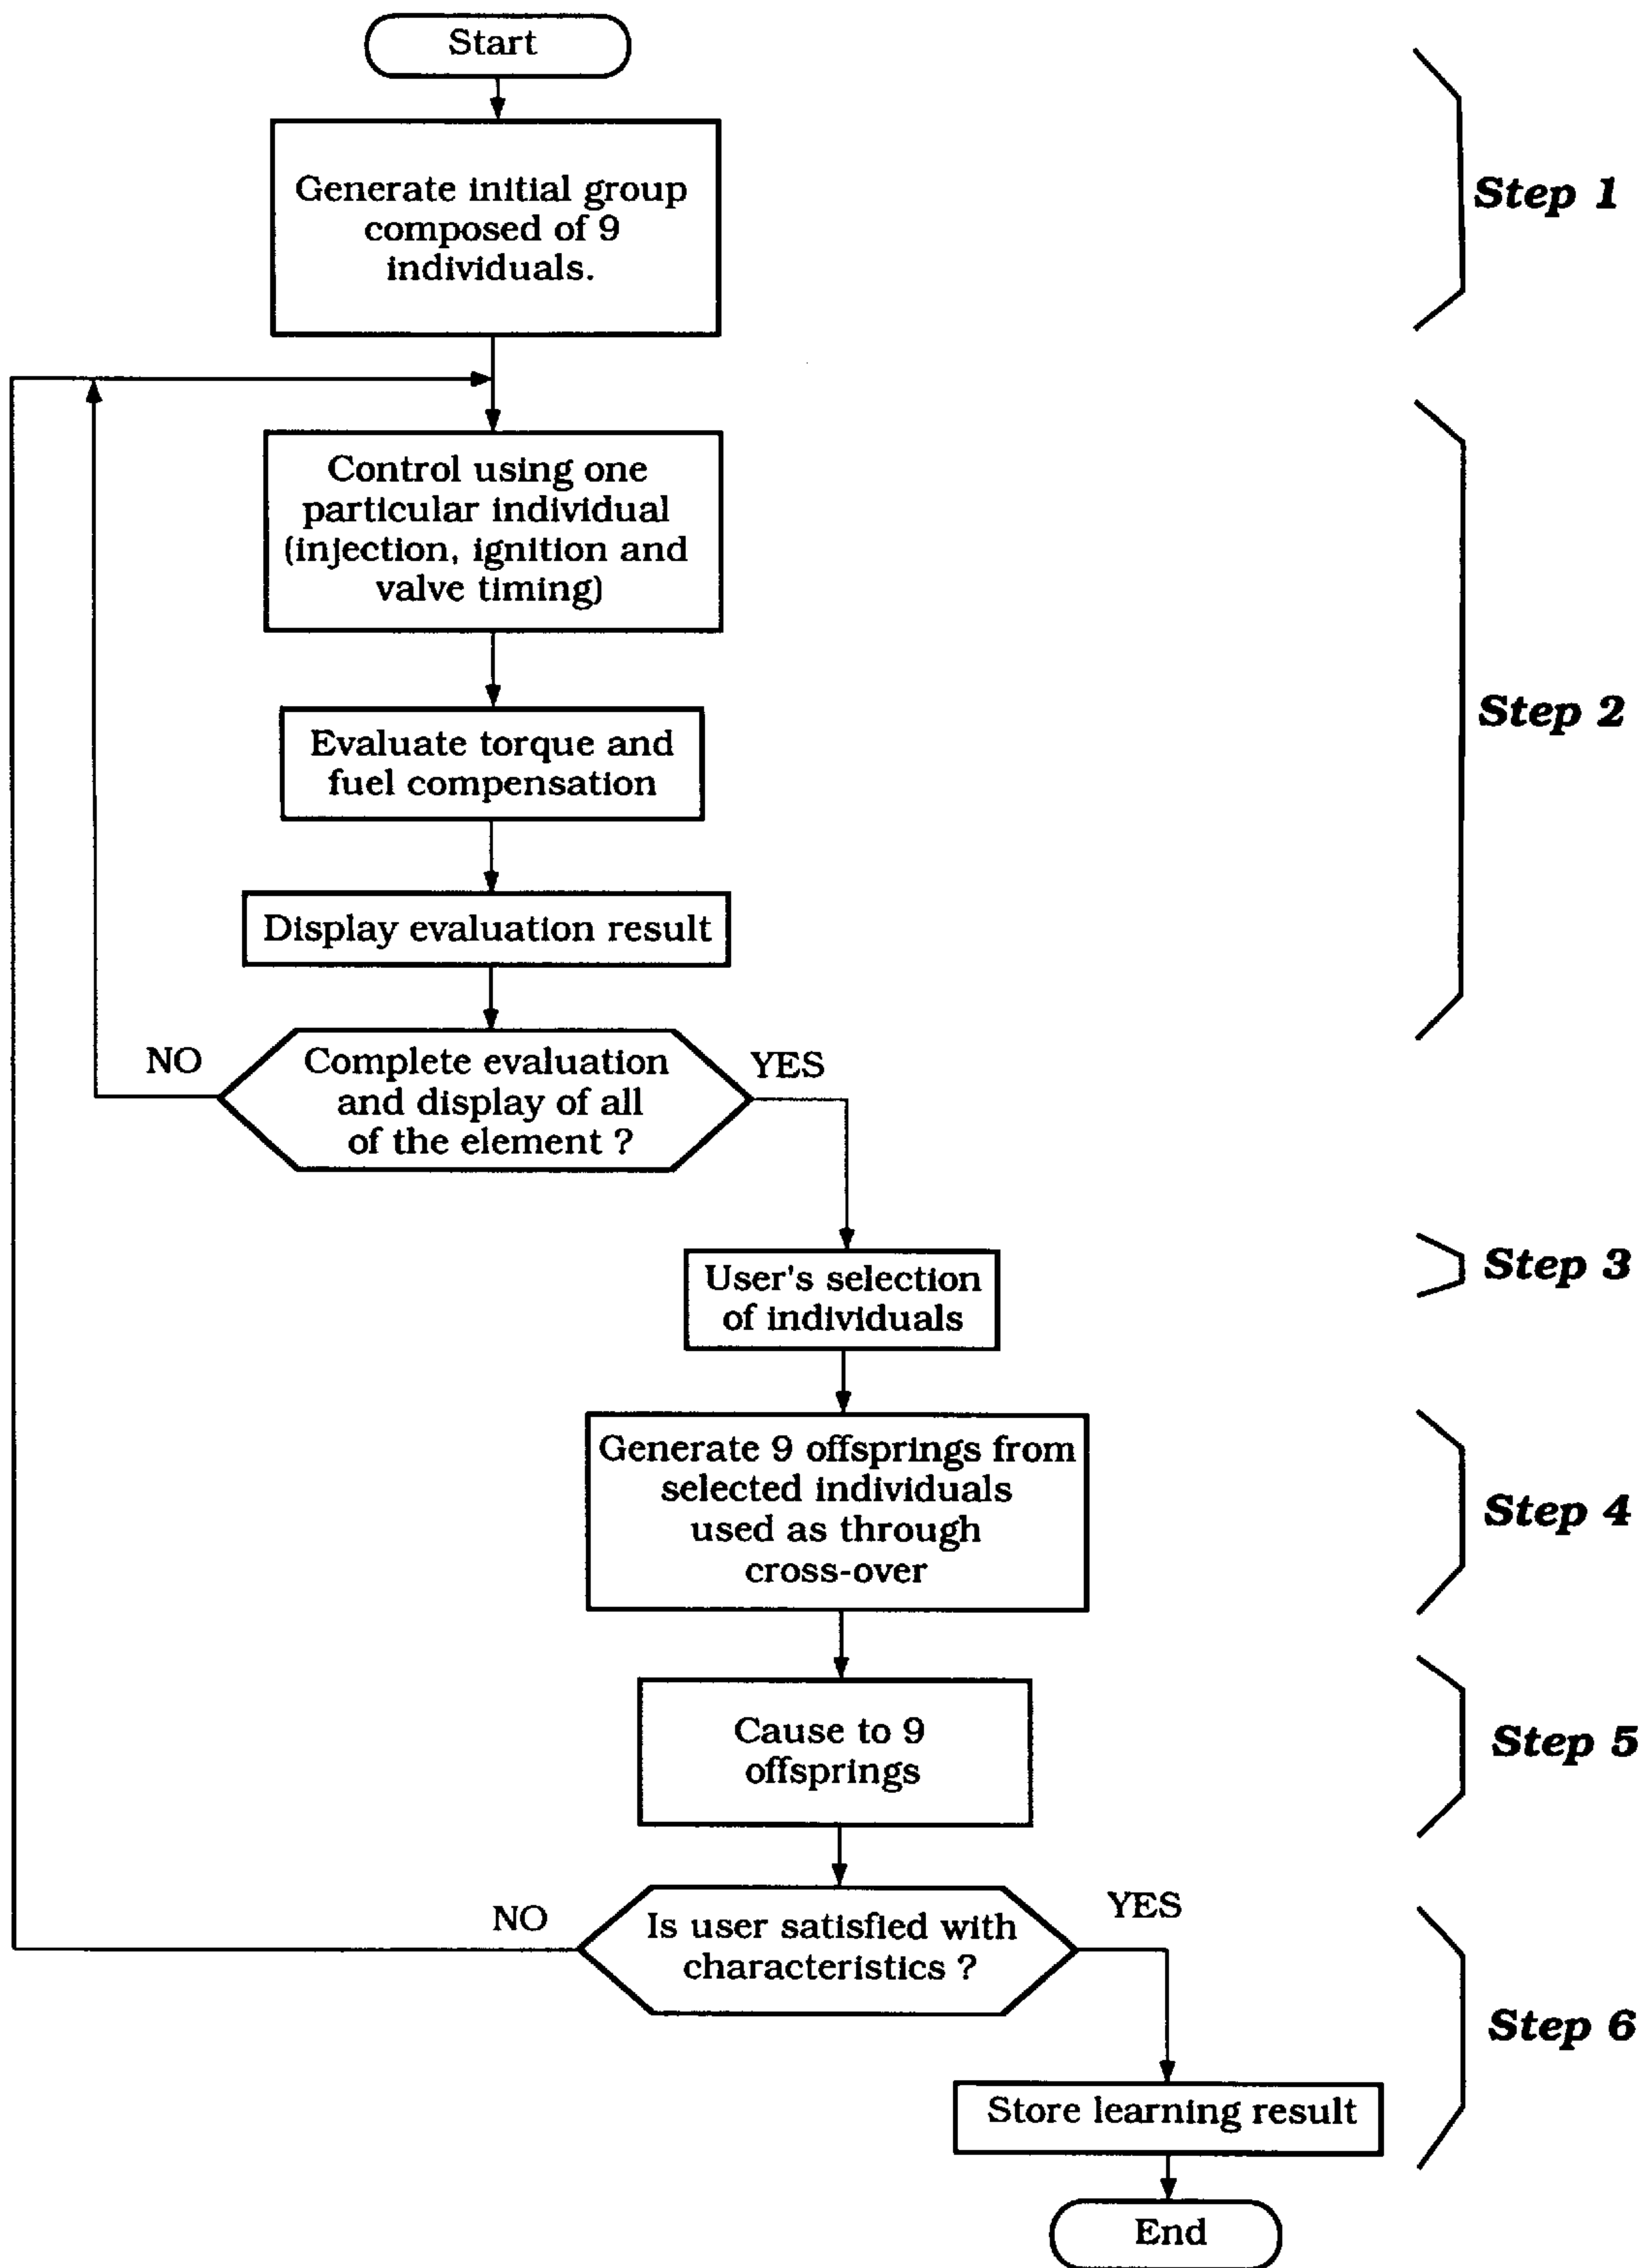 Start
Generate initial group
composed of 9
individuals.
Step 1
Control using one
particular individual
(injection, ignition and
valve timing)
Evaluate torque and
fuel compensation
Step 2
Display evaluation result
NO
Complete evaluation
and display of all
of the element ?
YES
User's selection
of individuals
Step 3
Generate 9 offsprings from
selected individuals
used as through
cross-over
Step 4
Cause to 9
offsprings
Step 5
NO
Is user satisfied with
characteristics ?
YES
Step 6
Store learning result
End